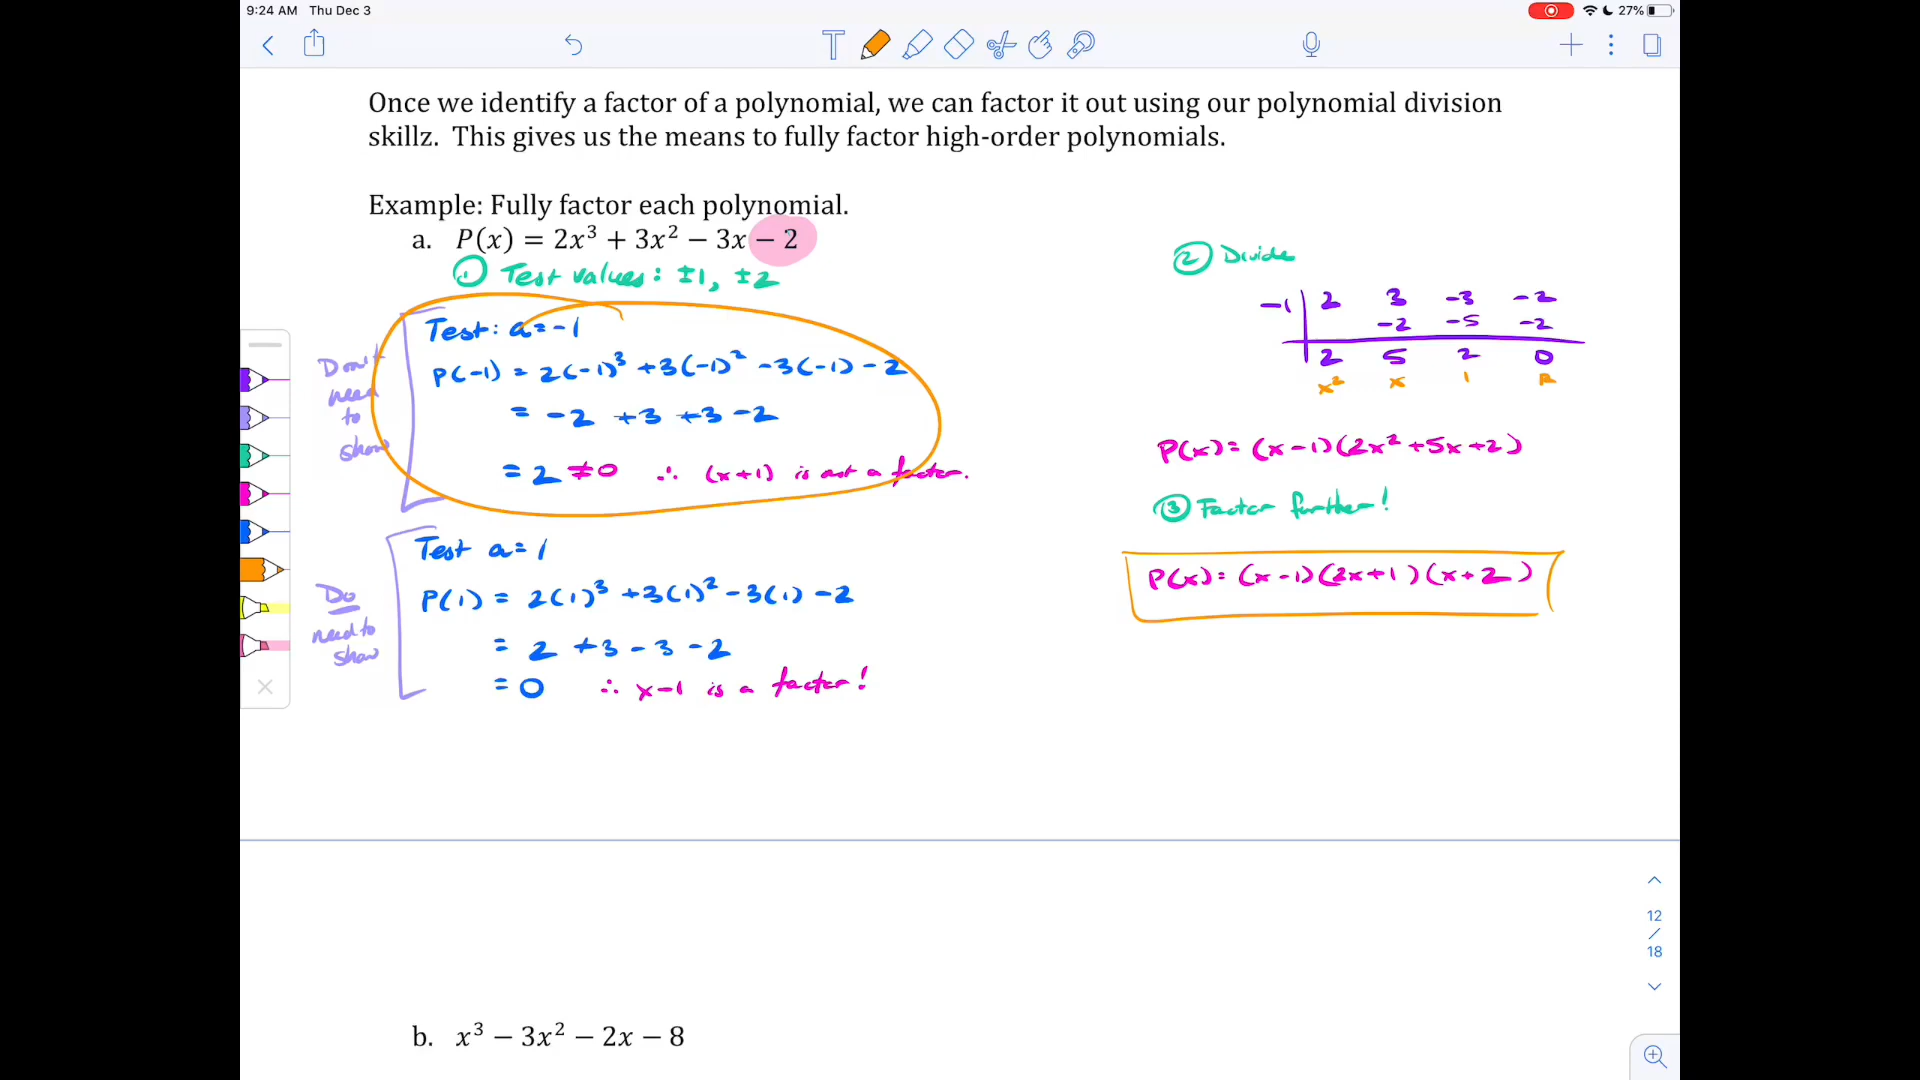 9:24 AM Thu Dec 3
27%
Once we identify a factor of a polynomial, we can factor it out using our polynomial division
skillz. This gives us the means to fully factor high-order polynomials.
Example: Fully factor each polynomial.
a. P(x) = 2x³ + 3x² − 3x − 2
① Test values: ±1, ±2
Don't
need
to
show
Test: a = -1
P(-1) = 2(-1)³ +3(-1)² -3(-1) -2
= -2 +3 +3 -2
= 2 ≠0 ∴ (x+1) is not a factor.
Do
need to
show
Test a = 1
P(1) = 2(1)³ +3(1)² -3(1) -2
= 2 +3 -3 -2
= 0 ∴ x-1 is a factor!
② Divide
-1 | 2 3 -3 -2
-2 -5 -2
2 5 2 0
x² x 1 R
P(x) = (x-1)(2x²+5x+2)
③ Factor further!
P(x) = (x-1)(2x+1)(x+2)
12
/
18
b. x³ − 3x² − 2x − 8